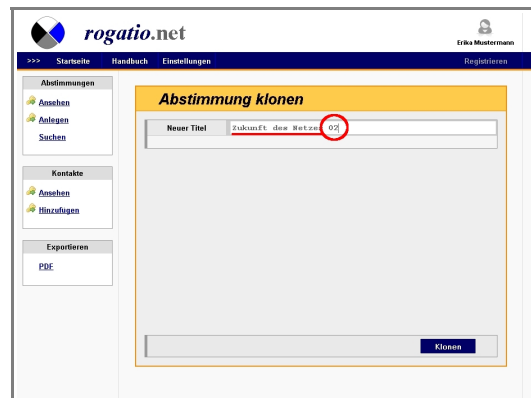 rogatio.net
Erika Mustermann
>>> Startseite Handbuch Einstellungen Registrieren
Abstimmungen
Ansehen
Anlegen
Suchen
Kontakte
Ansehen
Hinzufügen
Exportieren
PDF
Abstimmung klonen
Neuer Titel Zukunft des Netzes 02
Klonen